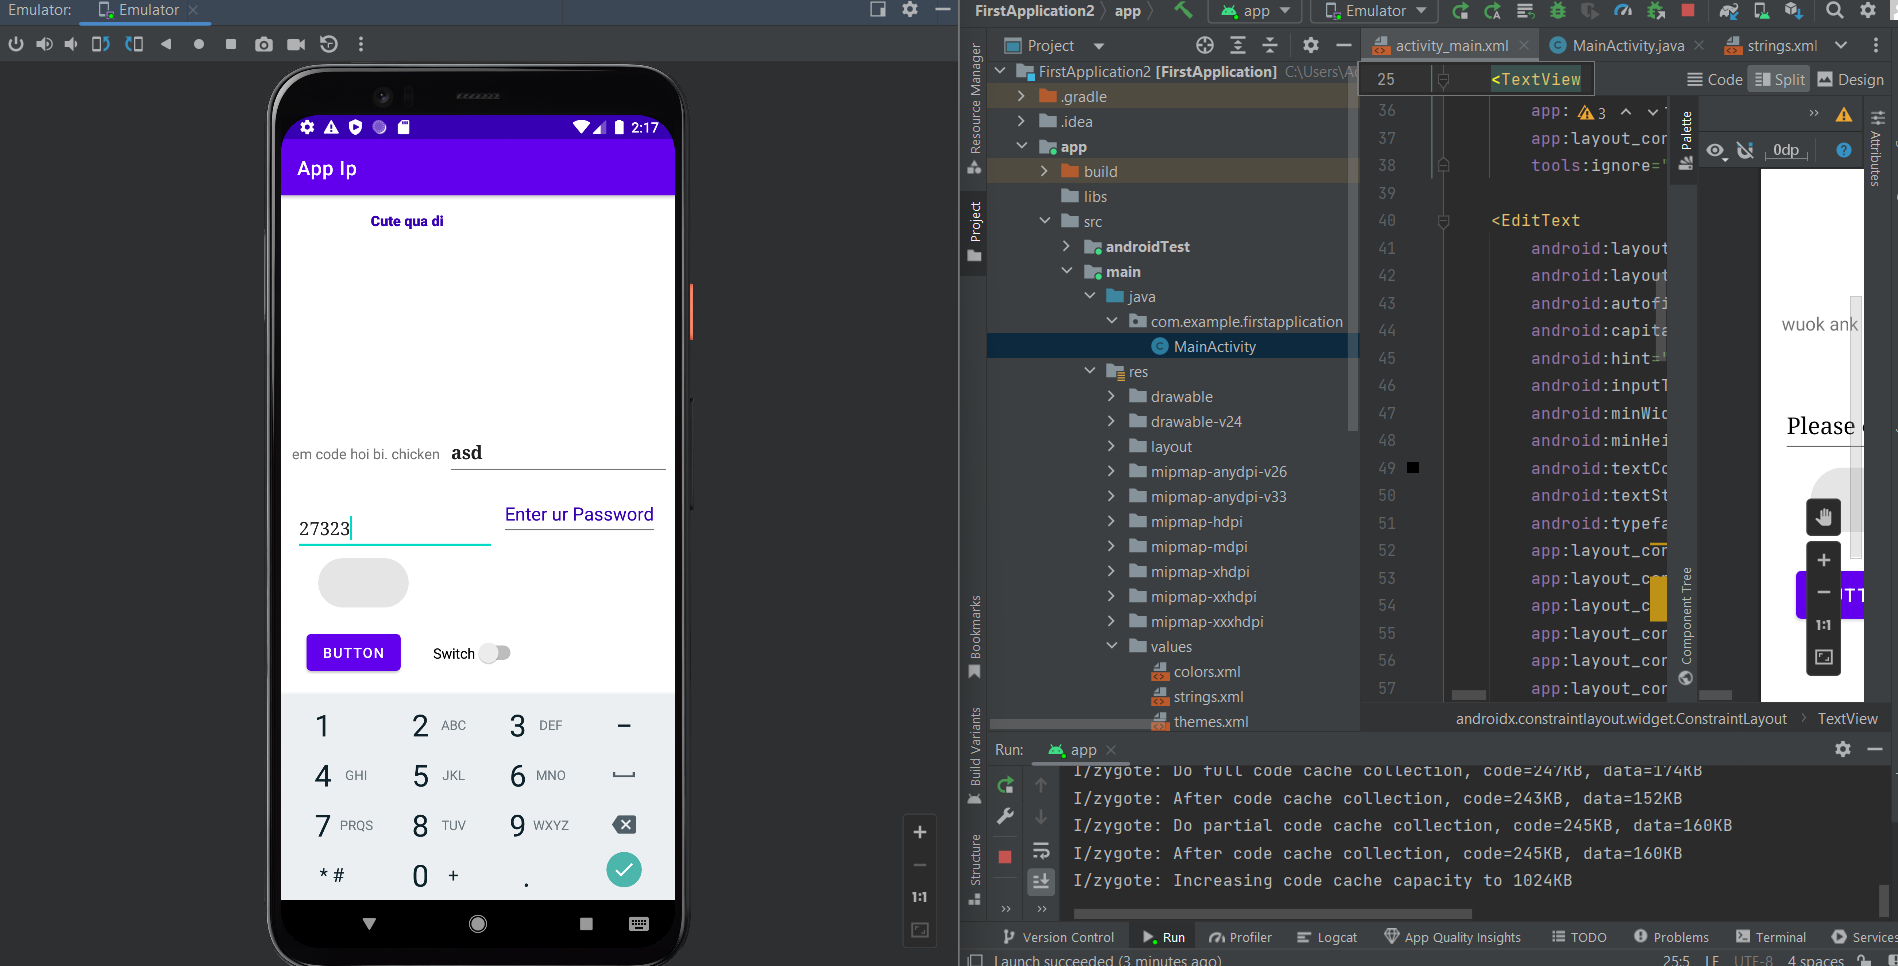 Emulator:
Emulator
2:17
App Ip
Cute qua di
em code hoi bi. chicken
asd
Enter ur Password
27323
BUTTON
Switch
1
2 ABC
3 DEF
–
4 GHI
5 JKL
6 MNO
7 PRQS
8 TUV
9 WXYZ
* #
0 +
.
1:1
FirstApplication2
app
app
Emulator
Resource Manager
Project
Bookmarks
Build Variants
Structure
Project
FirstApplication2 [FirstApplication] C:\Users\A
.gradle
.idea
app
build
libs
src
androidTest
main
java
com.example.firstapplication
MainActivity
res
drawable
drawable-v24
layout
mipmap-anydpi-v26
mipmap-anydpi-v33
mipmap-hdpi
mipmap-mdpi
mipmap-xhdpi
mipmap-xxhdpi
mipmap-xxxhdpi
values
colors.xml
strings.xml
themes.xml
activity_main.xml
MainActivity.java
strings.xml
Code
Split
Design
25 <TextView
36 app:
3
37 app:layout_con
38 tools:ignore="
39
40 <EditText
41 android:layout
42 android:layout
43 android:autofi
44 android:capita
45 android:hint="
46 android:inputT
47 android:minWid
48 android:minHei
49 android:textCo
50 android:textSt
51 android:typefa
52 app:layout_con
53 app:layout_con
54 app:layout_c
55 app:layout_con
56 app:layout_con
57 app:layout_con
Palette
Component Tree
Attributes
0dp
wuok ank
Please
1:1
androidx.constraintlayout.widget.ConstraintLayout
TextView
Run:
app
I/zygote: Do full code cache collection, code=247KB, data=174KB
I/zygote: After code cache collection, code=243KB, data=152KB
I/zygote: Do partial code cache collection, code=245KB, data=160KB
I/zygote: After code cache collection, code=245KB, data=160KB
I/zygote: Increasing code cache capacity to 1024KB
Version Control
Run
Profiler
Logcat
App Quality Insights
TODO
Problems
Terminal
Services
Launch succeeded (3 minutes ago)
25:5 LF UTF-8 4 spaces